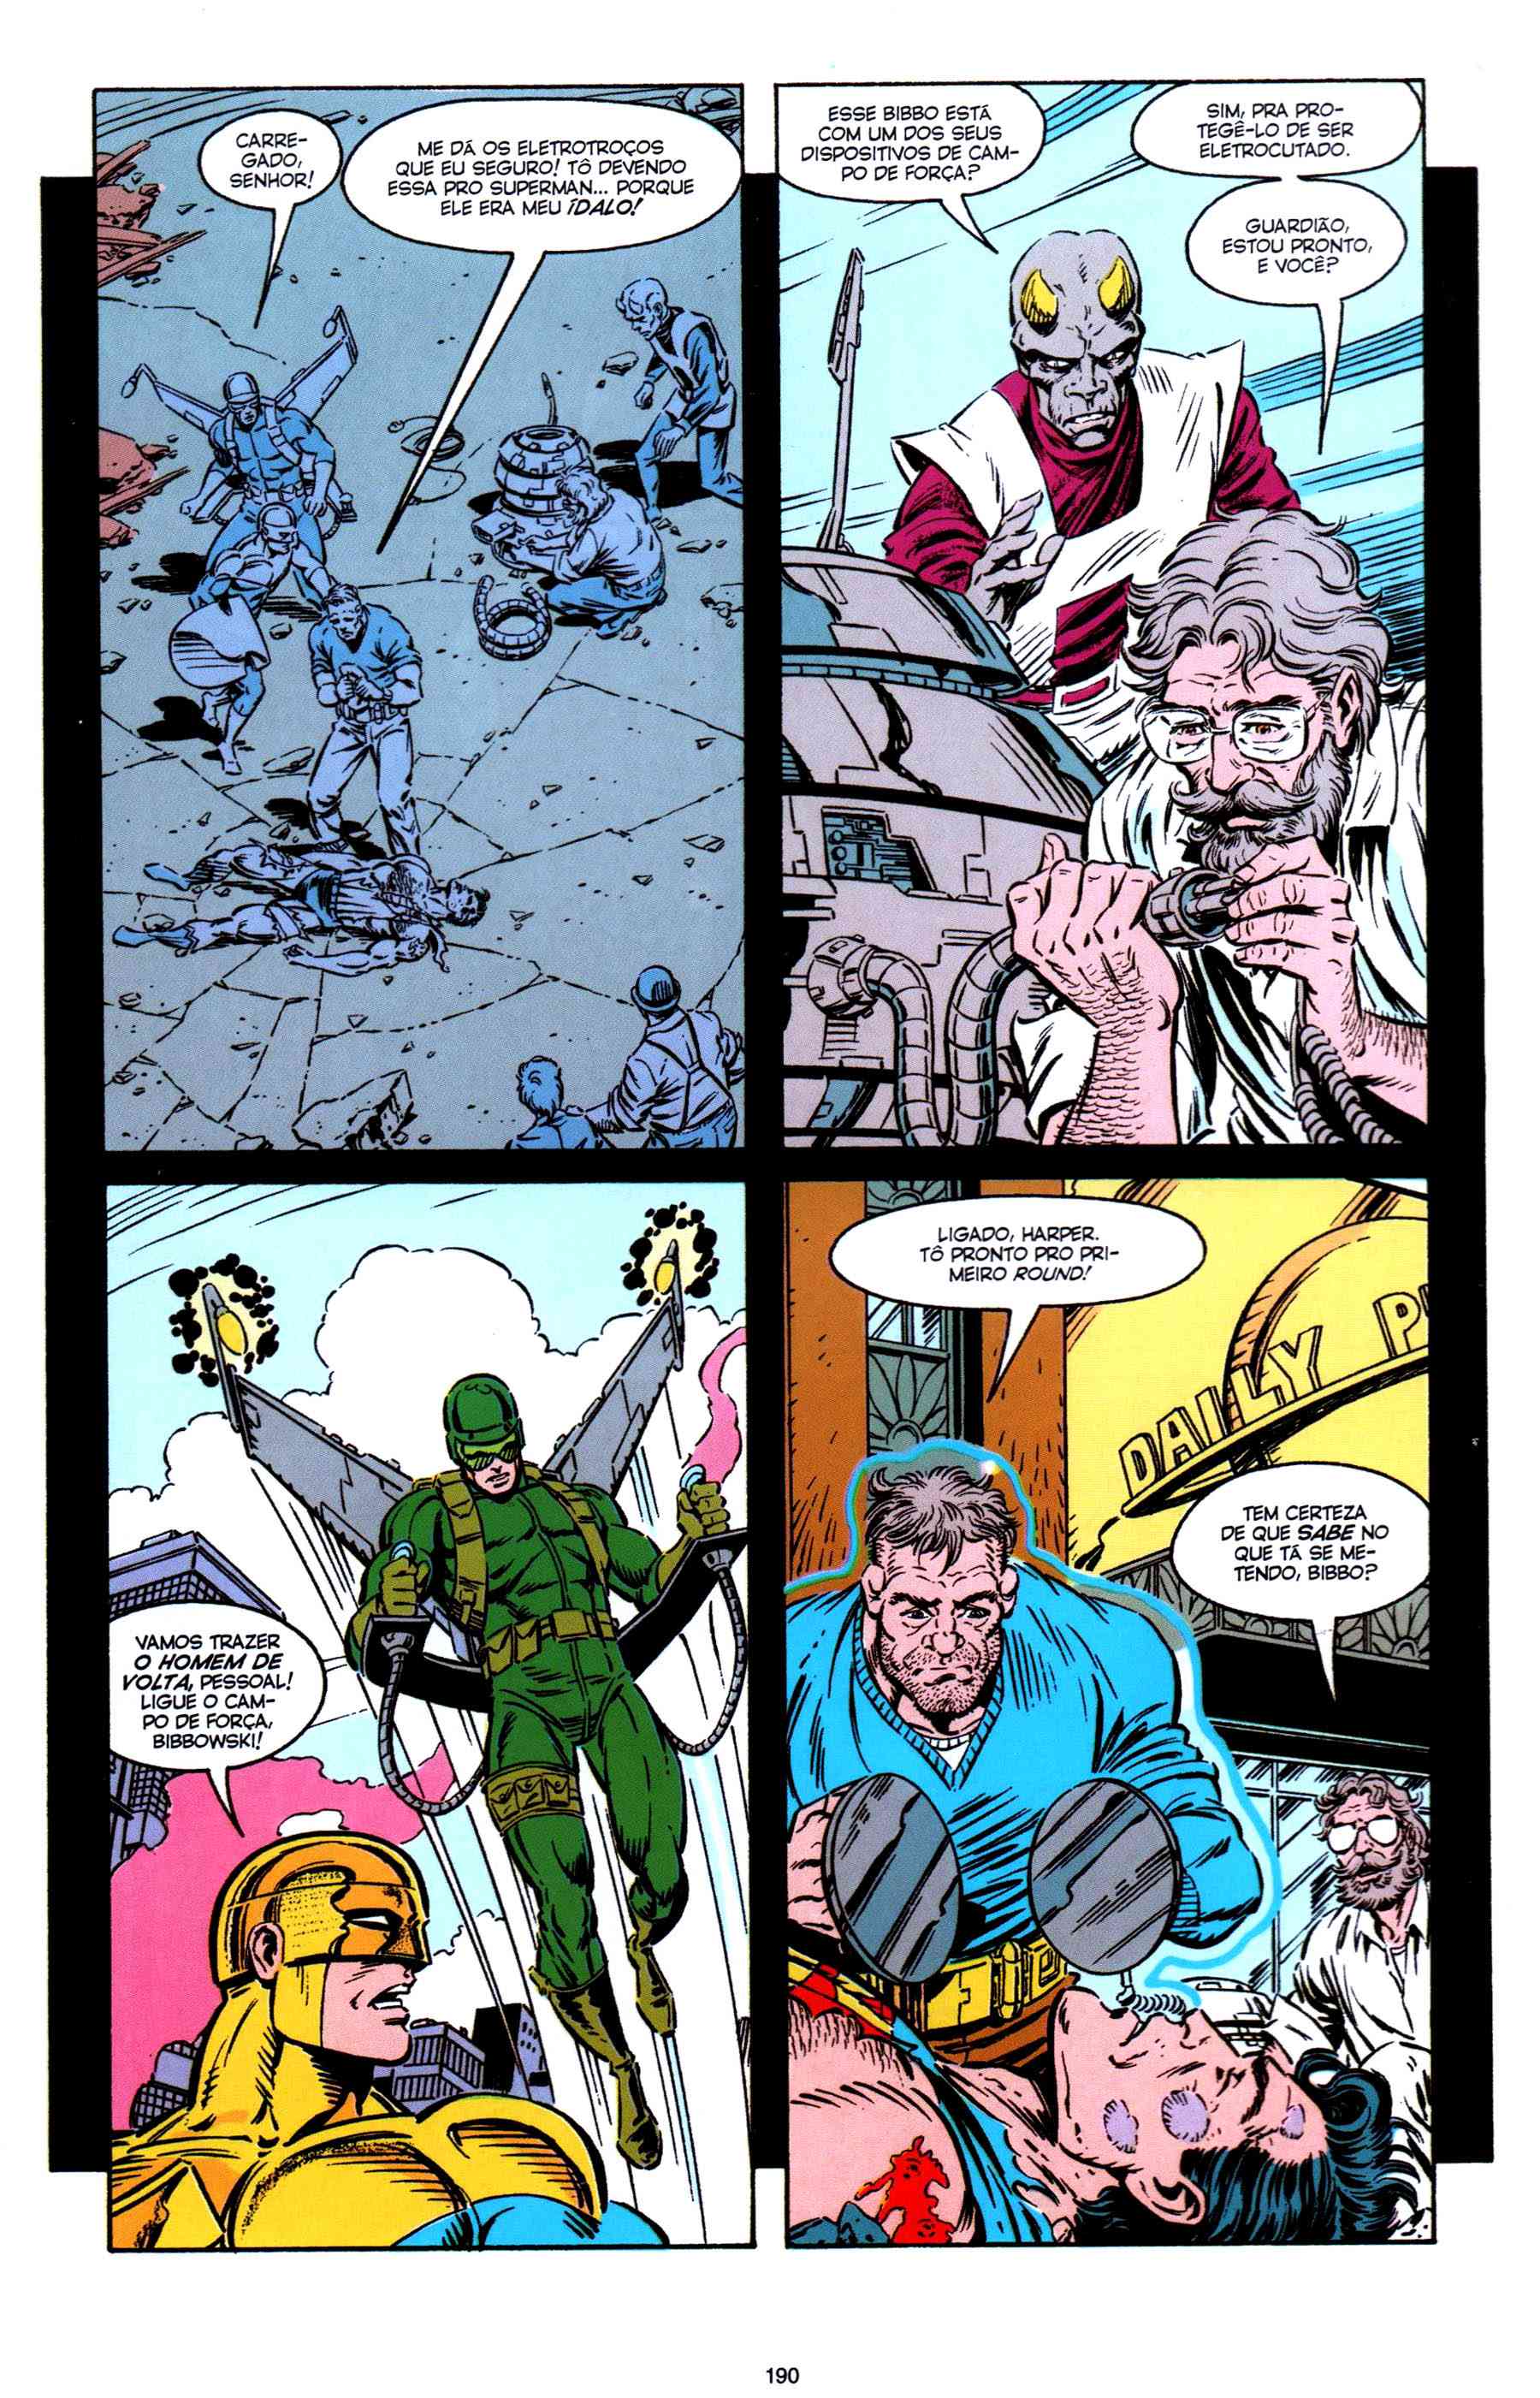 CARRE-
GADO,
SENHOR!
ME DÁ OS ELETROTROÇOS
QUE EU SEGURO! TÔ DEVENDO
ESSA PRO SUPERMAN... PORQUE
ELE ERA MEU ÍDALO!
ESSE BIBBO ESTÁ
COM UM DOS SEUS
DISPOSITIVOS DE CAM-
PO DE FORÇA?
SIM, PRA PRO-
TEGÊ-LO DE SER
ELETROCUTADO.
GUARDIÃO,
ESTOU PRONTO,
E VOCÊ?
VAMOS TRAZER
O HOMEM DE
VOLTA, PESSOAL!
LIGUE O CAM-
PO DE FORÇA,
BIBBOWSKI!
LIGADO, HARPER.
TÔ PRONTO PRO PRI-
MEIRO ROUND!
DAILY P
TEM CERTEZA
DE QUE SABE NO
QUE TÁ SE ME-
TENDO, BIBBO?
190